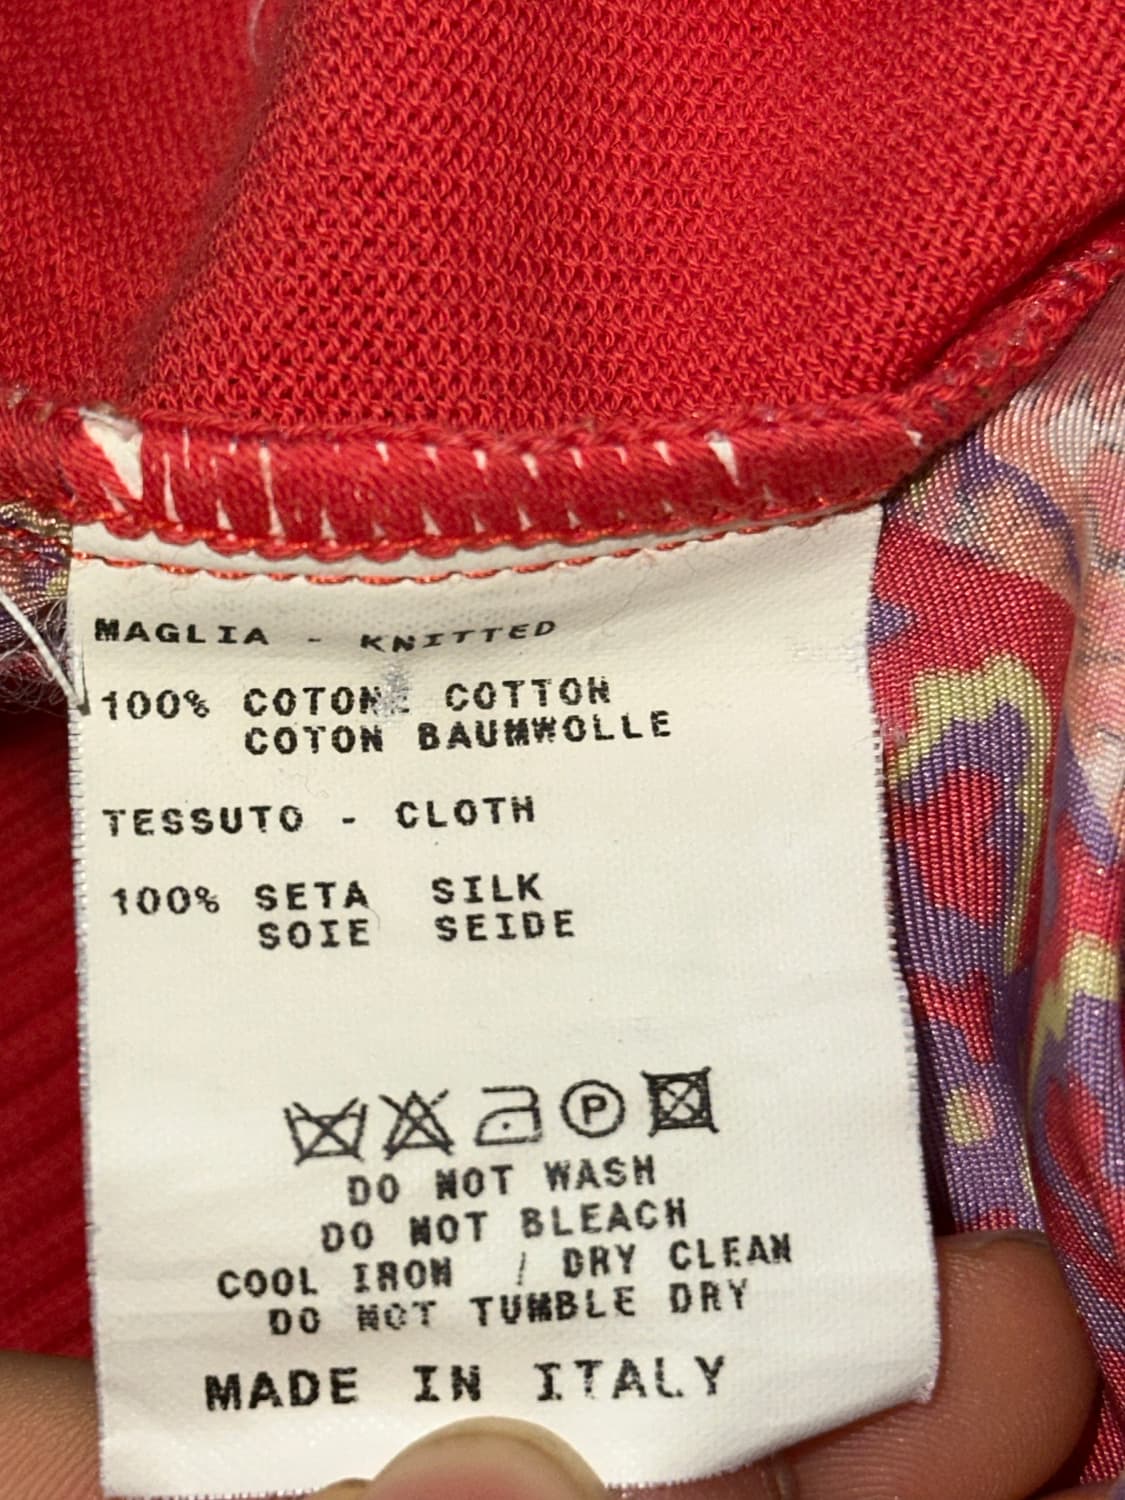 MAGLIA - KNITTED
100% COTONE COTTON
COTON BAUMWOLLE
TESSUTO - CLOTH
100% SETA SILK
SOIE SEIDE
P
DO NOT WASH
DO NOT BLEACH
COOL IRON / DRY CLEAN
DO NOT TUMBLE DRY
MADE IN ITALY